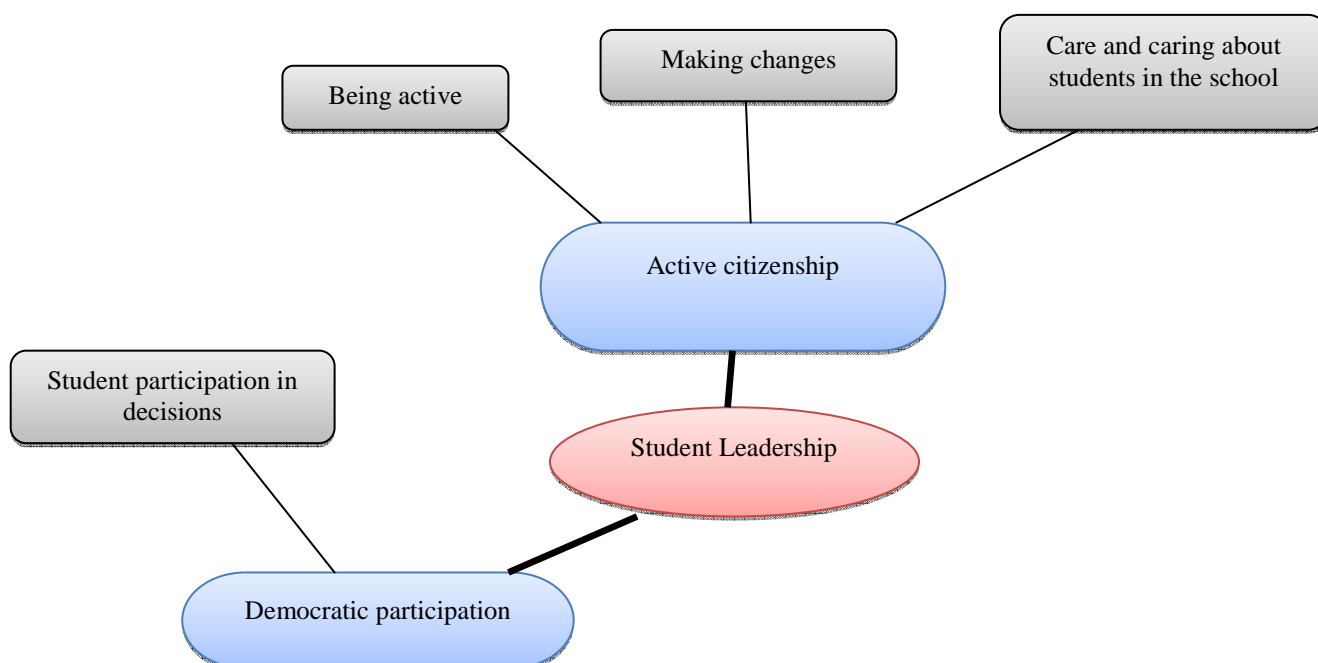 Making changes
Care and caring about
students in the school
Being active
Active citizenship
Student participation in
decisions
Student Leadership
Democratic participation